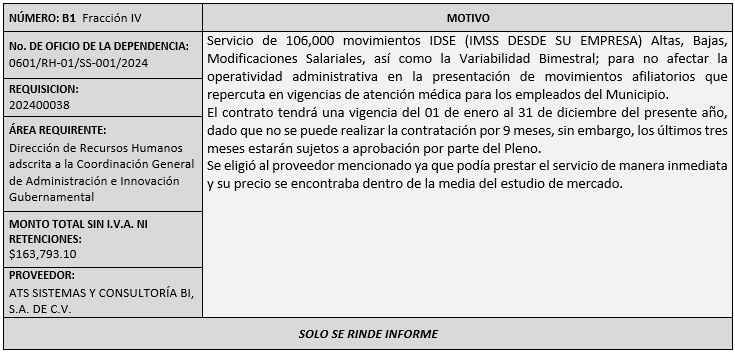 NÚMERO: B1 Fracción IV
No. DE OFICIO DE LA DEPENDENCIA:
0601/RH-01/SS-001/2024
REQUISICION:
202400038
ÁREA REQUIRENTE:
Dirección de Recursos Humanos
adscrita a la Coordinación General
de Administración e Innovación
Gubernamental
MONTO TOTAL SIN I.V.A. NI
RETENCIONES:
$163,793.10
PROVEEDOR:
ATS SISTEMAS Y CONSULTORÍA BI,
S.A. DE C.V.
MOTIVO
Servicio de 106,000 movimientos IDSE (IMSS DESDE SU EMPRESA) Altas, Bajas,
Modificaciones Salariales, así como la Variabilidad Bimestral; para no afectar la
operatividad administrativa en la presentación de movimientos afiliatorios que
repercuta en vigencias de atención médica para los empleados del Municipio.
El contrato tendrá una vigencia del 01 de enero al 31 de diciembre del presente año,
dado que no se puede realizar la contratación por 9 meses, sin embargo, los últimos tres
meses estarán sujetos a aprobación por parte del Pleno.
Se eligió al proveedor mencionado ya que podía prestar el servicio de manera inmediata
y su precio se encontraba dentro de la media del estudio de mercado.
SOLO SE RINDE INFORME